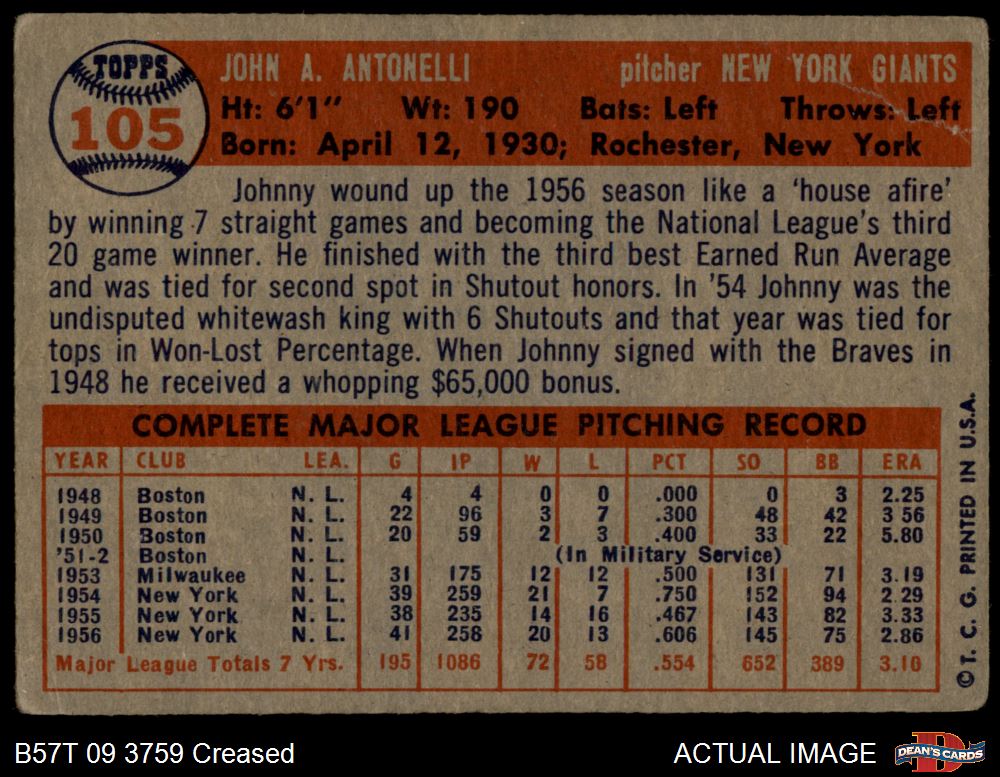 TOPPS
105
JOHN A. ANTONELLI pitcher NEW YORK GIANTS
Ht: 6'1" Wt: 190 Bats: Left Throws: Left
Born: April 12, 1930; Rochester, New York
Johnny wound up the 1956 season like a 'house afire'
by winning 7 straight games and becoming the National League's third
20 game winner. He finished with the third best Earned Run Average
and was tied for second spot in Shutout honors. In '54 Johnny was the
undisputed whitewash king with 6 Shutouts and that year was tied for
tops in Won-Lost Percentage. When Johnny signed with the Braves in
1948 he received a whopping $65,000 bonus.
COMPLETE MAJOR LEAGUE PITCHING RECORD
YEAR CLUB LEA. G IP W L PCT SO BB ERA
1948 Boston N. L. 4 4 0 0 .000 0 3 2.25
1949 Boston N. L. 22 96 3 7 .300 48 42 3 56
1950 Boston N. L. 20 59 2 3 .400 33 22 5.80
'51-2 Boston N. L. (In Military Service)
1953 Milwaukee N. L. 31 175 12 12 .500 131 71 3.19
1954 New York N. L. 39 259 21 7 .750 152 94 2.29
1955 New York N. L. 38 235 14 16 .467 143 82 3.33
1956 New York N. L. 41 258 20 13 .606 145 75 2.86
Major League Totals 7 Yrs. 195 1086 72 58 .554 652 389 3.10
©T. C. G. PRINTED IN U.S.A.
B57T 09 3759 Creased
ACTUAL IMAGE
DEAN'S CARDS